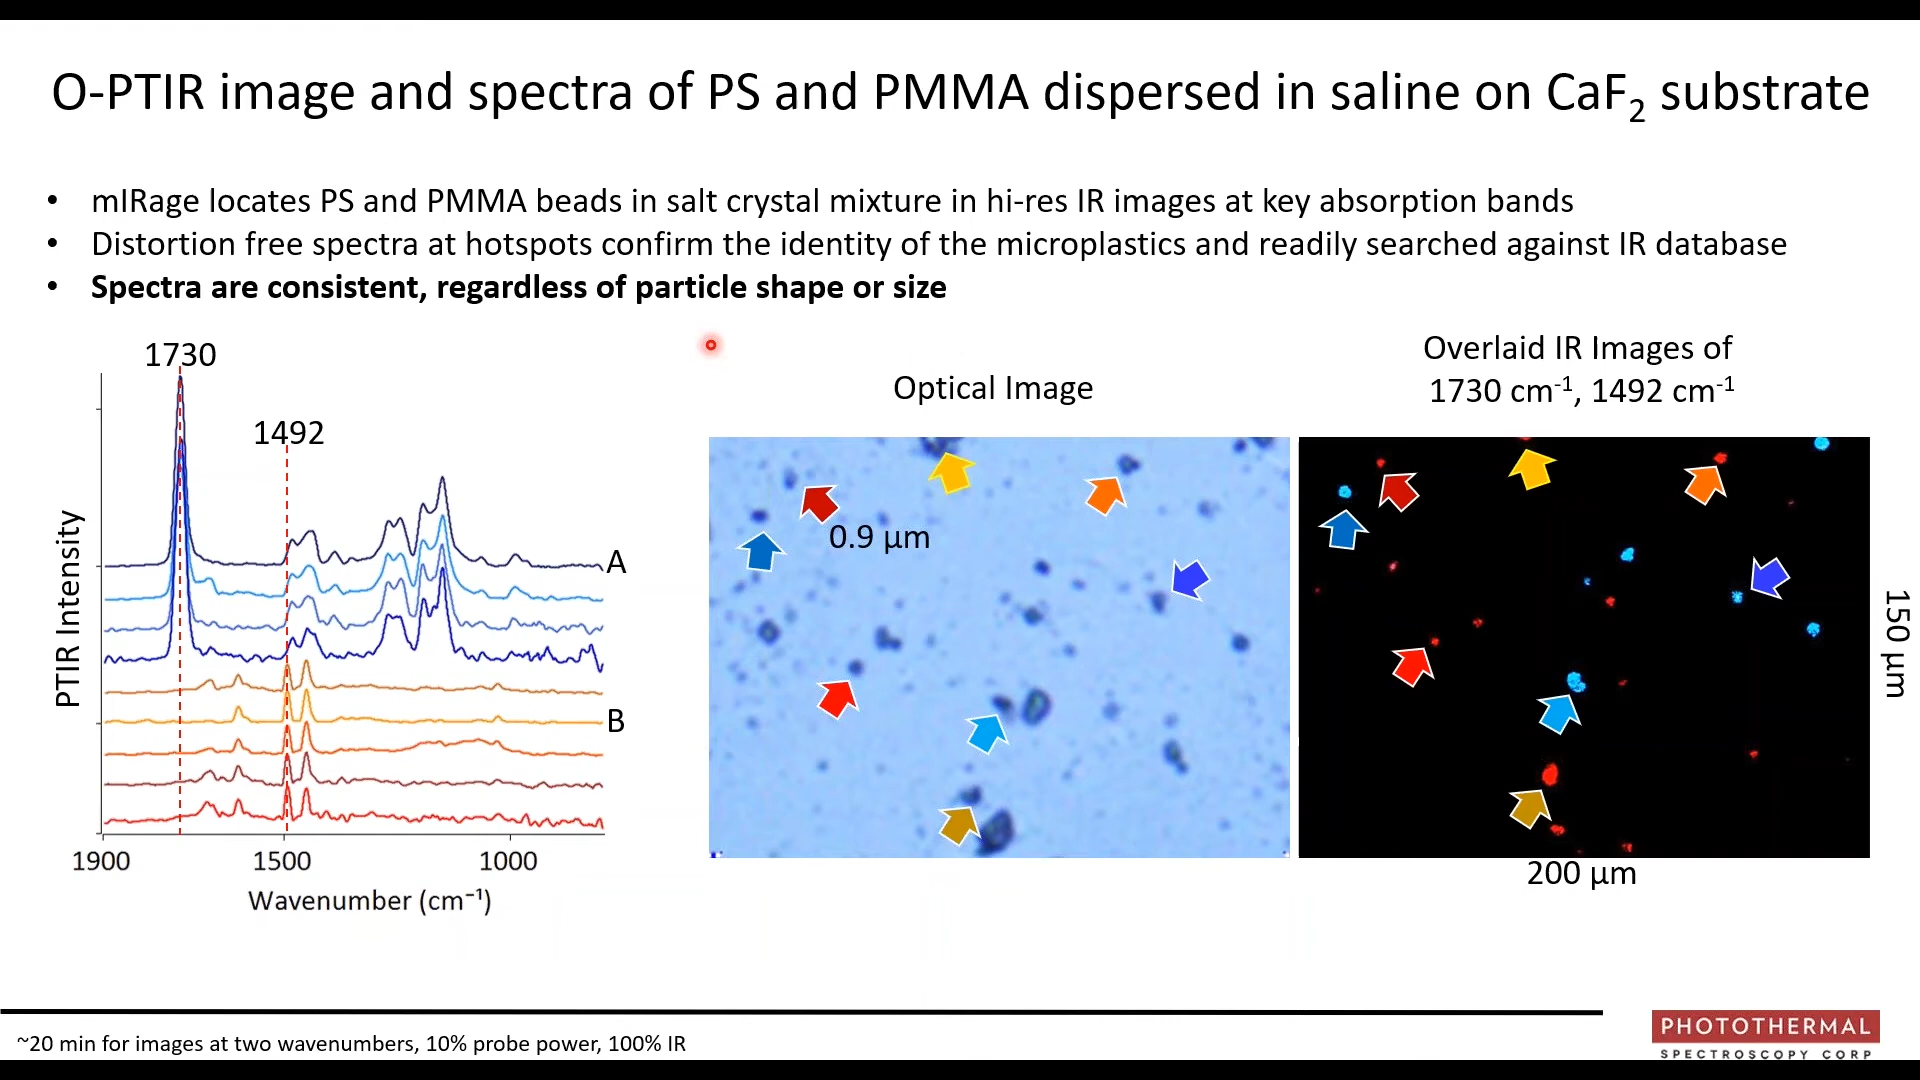 O-PTIR image and spectra of PS and PMMA dispersed in saline on CaF₂ substrate
• mIRage locates PS and PMMA beads in salt crystal mixture in hi-res IR images at key absorption bands
• Distortion free spectra at hotspots confirm the identity of the microplastics and readily searched against IR database
• Spectra are consistent, regardless of particle shape or size
1730
1492
A
B
PTIR Intensity
1900 1500 1000
Wavenumber (cm⁻¹)
Optical Image
0.9 µm
Overlaid IR Images of
1730 cm⁻¹, 1492 cm⁻¹
150 µm
200 µm
~20 min for images at two wavenumbers, 10% probe power, 100% IR
PHOTOTHERMAL
SPECTROSCOPY CORP